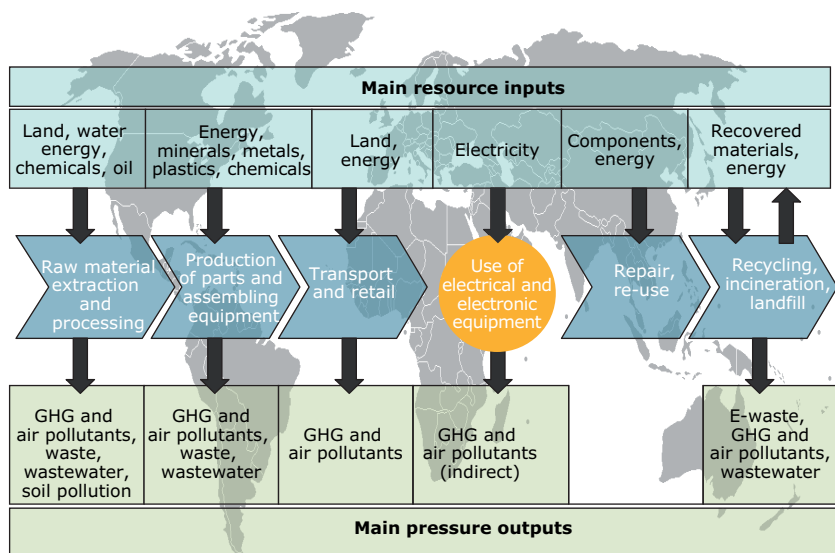 Main resource inputs
Land, water
energy,
chemicals, oil
Energy,
minerals, metals,
plastics, chemicals
Land,
energy
Electricity
Components,
energy
Recovered
materials,
energy
Raw material
extraction
and
processing
Production
of parts and
assembling
equipment
Transport
and retail
Use of
electrical and
electronic
equipment
Repair,
re-use
Recycling,
incineration,
landfill
GHG and
air pollutants,
waste,
wastewater,
soil pollution
GHG and
air pollutants,
waste,
wastewater
GHG and
air pollutants
GHG and
air pollutants
(indirect)
E-waste,
GHG and
air pollutants,
wastewater
Main pressure outputs